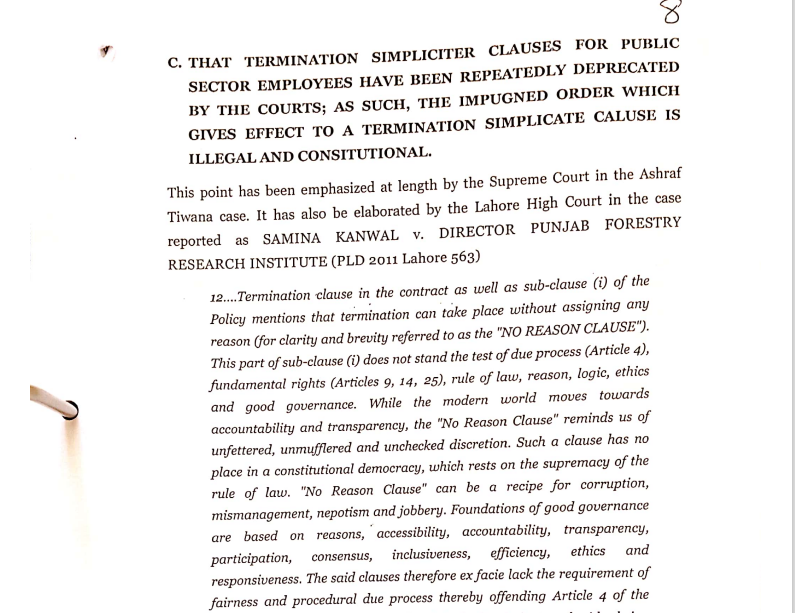 8
C. THAT TERMINATION SIMPLICITER CLAUSES FOR PUBLIC
SECTOR EMPLOYEES HAVE BEEN REPEATEDLY DEPRECATED
BY THE COURTS; AS SUCH, THE IMPUGNED ORDER WHICH
GIVES EFFECT TO A TERMINATION SIMPLICATE CALUSE IS
ILLEGAL AND CONSITUTIONAL.
This point has been emphasized at length by the Supreme Court in the Ashraf
Tiwana case. It has also be elaborated by the Lahore High Court in the case
reported as SAMINA KANWAL v. DIRECTOR PUNJAB FORESTRY
RESEARCH INSTITUTE (PLD 2011 Lahore 563)
12....Termination clause in the contract as well as sub-clause (i) of the
Policy mentions that termination can take place without assigning any
reason (for clarity and brevity referred to as the "NO REASON CLAUSE").
This part of sub-clause (i) does not stand the test of due process (Article 4),
fundamental rights (Articles 9, 14, 25), rule of law, reason, logic, ethics
and good governance. While the modern world moves towards
accountability and transparency, the "No Reason Clause" reminds us of
unfettered, unmufflered and unchecked discretion. Such a clause has no
place in a constitutional democracy, which rests on the supremacy of the
rule of law. "No Reason Clause" can be a recipe for corruption,
mismanagement, nepotism and jobbery. Foundations of good governance
are based on reasons, accessibility, accountability, transparency,
participation, consensus, inclusiveness, efficiency, ethics and
responsiveness. The said clauses therefore ex facie lack the requirement of
fairness and procedural due process thereby offending Article 4 of the